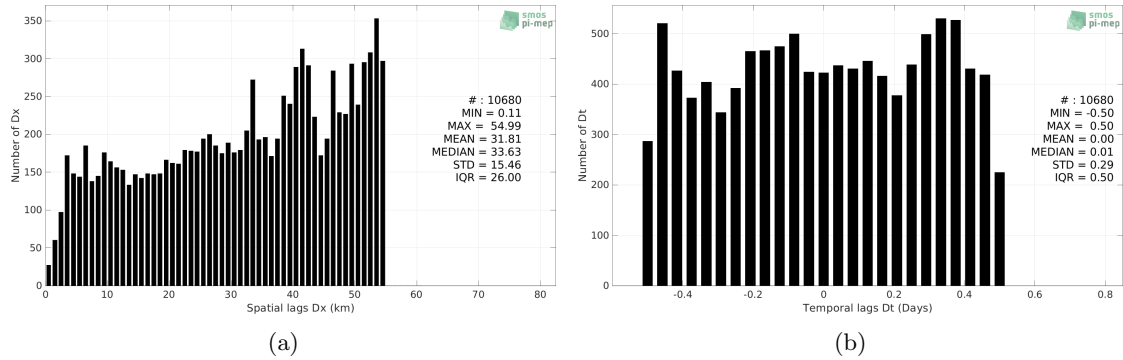 350
300
250
200
150
100
50
0
Number of Dx
0 10 20 30 40 50 60 70 80
Spatial lags Dx (km)
smos
pi-mep
# : 10680
MIN = 0.11
MAX = 54.99
MEAN = 31.81
MEDIAN = 33.63
STD = 15.46
IQR = 26.00
(a)
500
400
300
200
100
0
Number of Dt
-0.4 -0.2 0 0.2 0.4 0.6 0.8
Temporal lags Dt (Days)
smos
pi-mep
# : 10680
MIN = -0.50
MAX = 0.50
MEAN = 0.00
MEDIAN = 0.01
STD = 0.29
IQR = 0.50
(b)